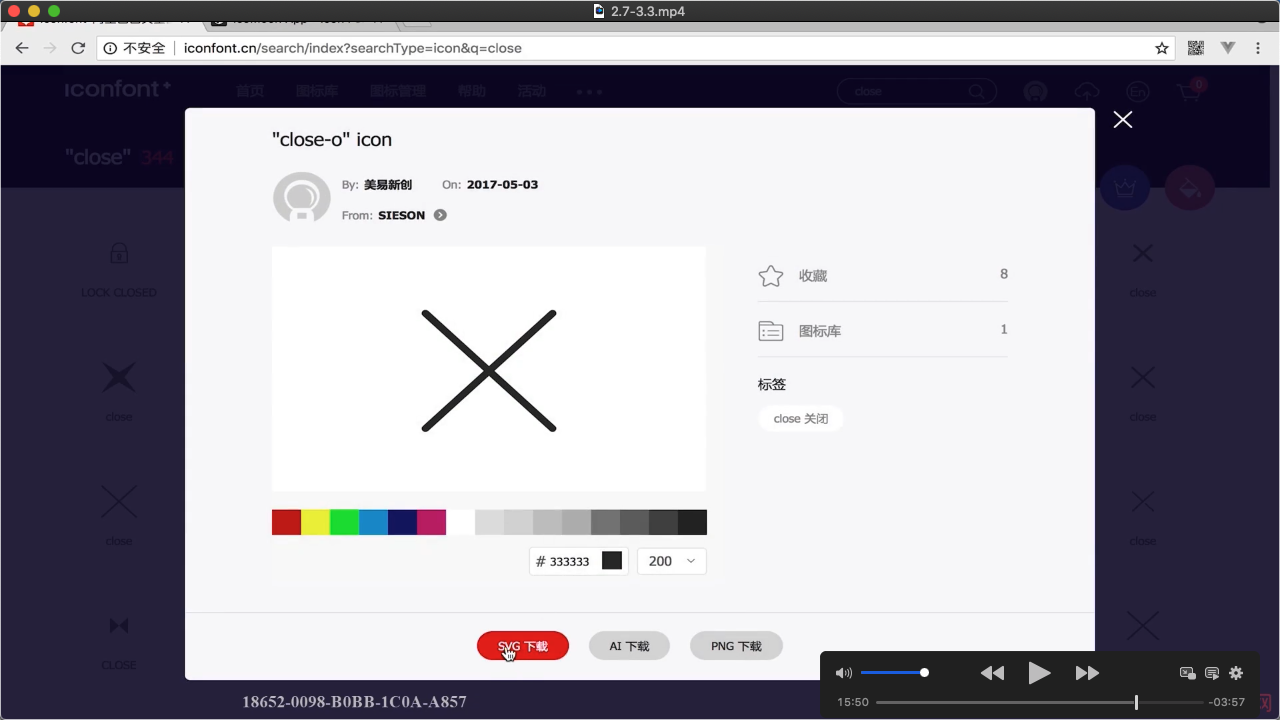 2.7-3.3.mp4
不安全
iconfont.cn/search/index?searchType=icon&q=close
iconfont+
首页
图标库
图标管理
帮助
活动
close
En
0
"close" 344
"close-o" icon
By: 美易新创
On: 2017-05-03
From: SIESON
收藏
8
图标库
1
标签
close 关闭
LOCK CLOSED
close
close
CLOSE
close
close
close
# 333333
200
SVG 下载
AI 下载
PNG 下载
18652-0098-B0BB-1C0A-A857
15:50
-03:57